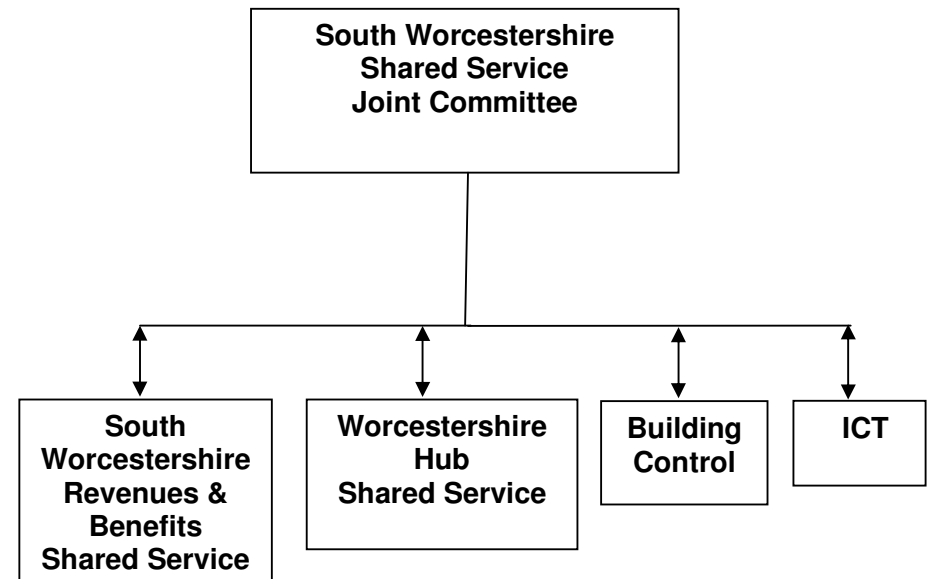 South Worcestershire
Shared Service
Joint Committee
South
Worcestershire
Revenues &
Benefits
Shared Service
Worcestershire
Hub
Shared Service
Building
Control
ICT